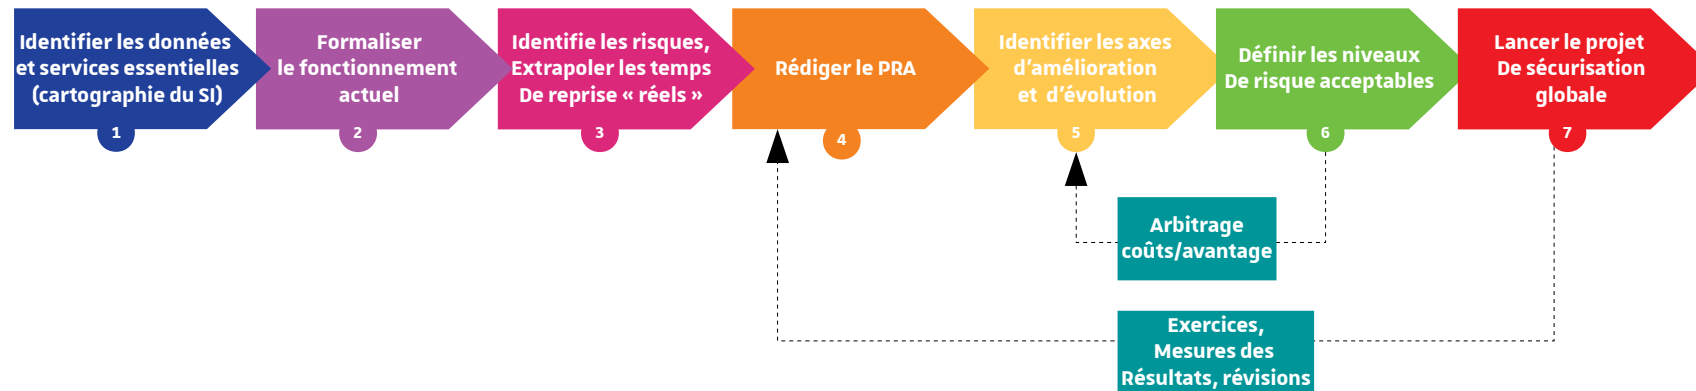 Identifier les données
et services essentielles
(cartographie du SI)
1
Formaliser
le fonctionnement
actuel
2
Identifie les risques,
Extrapoler les temps
De reprise « réels »
3
Rédiger le PRA
4
Identifier les axes
d’amélioration
et d’évolution
5
Définir les niveaux
De risque acceptables
6
Lancer le projet
De sécurisation
globale
7
Arbitrage
coûts/avantage
Exercices,
Mesures des
Résultats, révisions